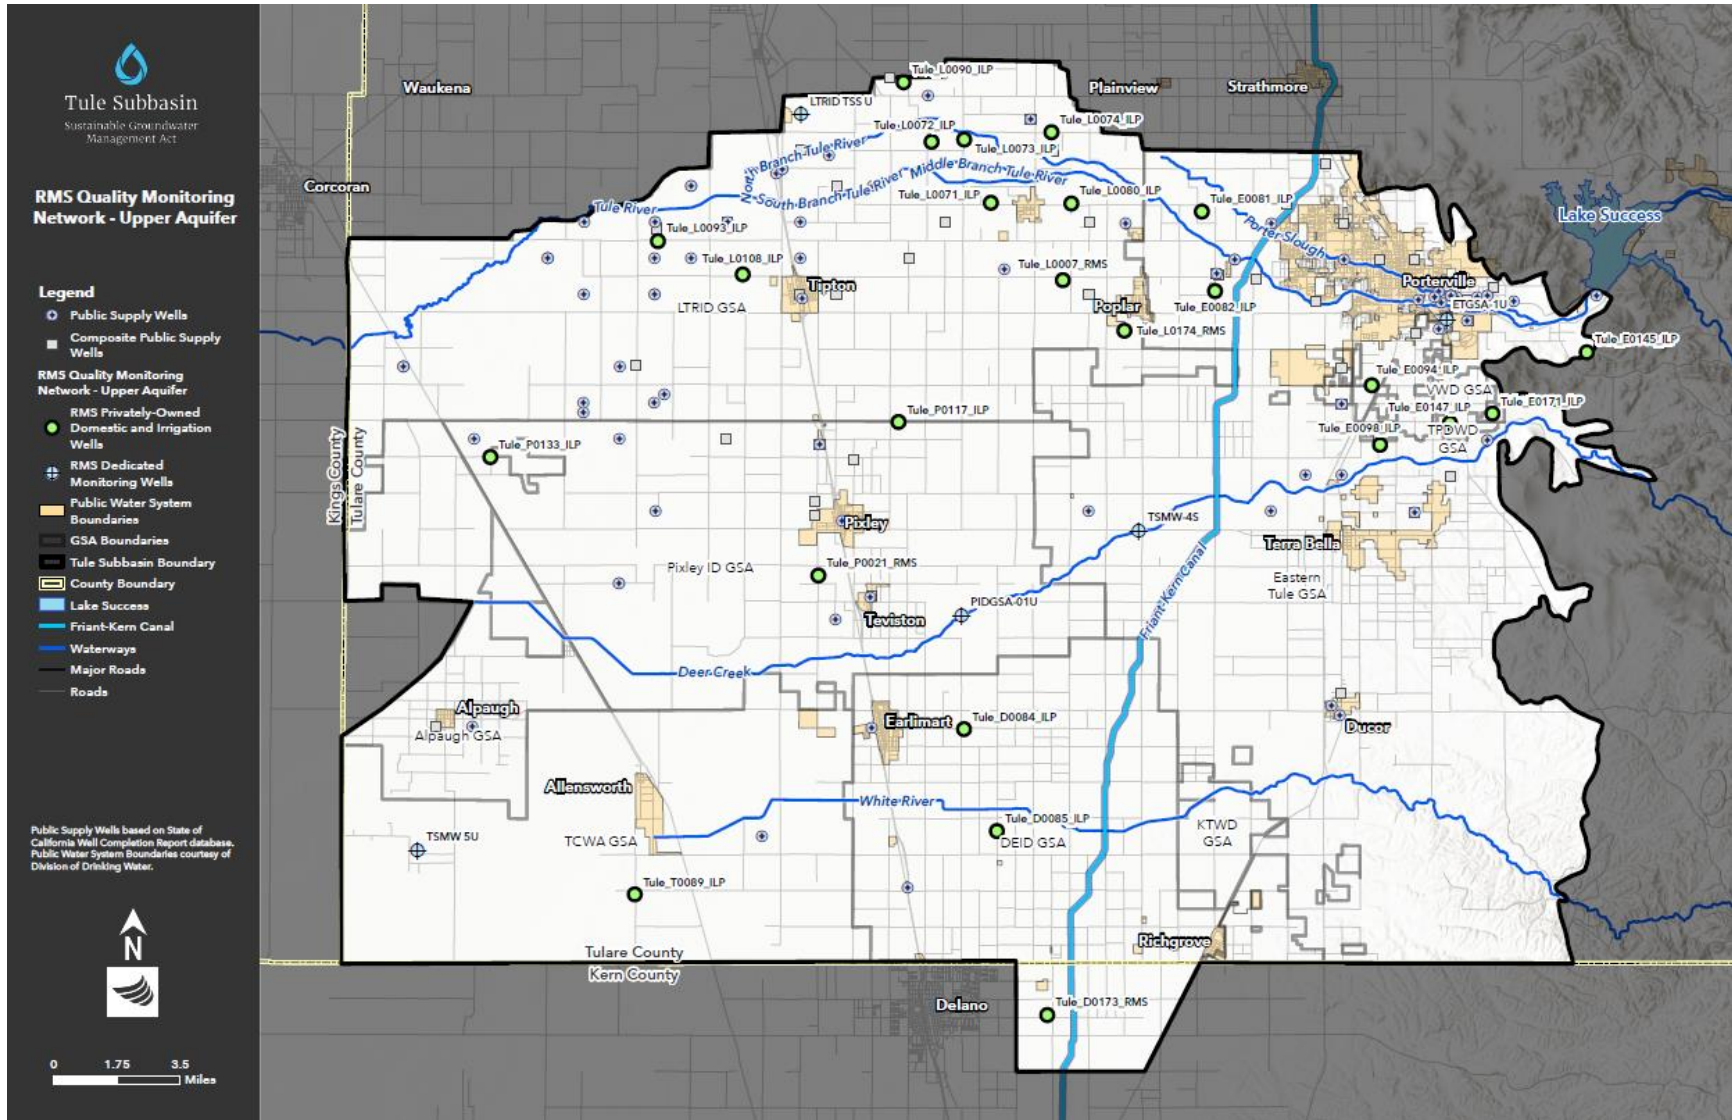 Tule Subbasin
Sustainable Groundwater
Management Act
RMS Quality Monitoring
Network - Upper Aquifer
Legend
Public Supply Wells
Composite Public Supply
Wells
RMS Quality Monitoring
Network - Upper Aquifer
RMS Privately-Owned
Domestic and Irrigation
Wells
RMS Dedicated
Monitoring Wells
Public Water System
Boundaries
GSA Boundaries
Tule Subbasin Boundary
County Boundary
Lake Success
Friant-Kern Canal
Waterways
Major Roads
Roads
Public Supply Wells based on State of
California Well Completion Report database.
Public Water System Boundaries courtesy of
Division of Drinking Water.
N
0 1.75 3.5
Miles
Waukena
Tule_L0090_ILP
Plainview
Strathmore
LTRID TSS U
Tule_L0072_ILP
Tule_L0074_ILP
Tule_L0073_ILP
North Branch Tule River
Middle Branch Tule River
South Branch Tule River
Corcoran
Tule River
Tule_L0071_ILP
Tule_L0080_ILP
Tule_E0081_ILP
Lake Success
Tule_L0093_ILP
Porter Slough
Tule_L0108_ILP
Tule_L0007_RMS
Tipton
Porterville
LTRID GSA
Poplar
Tule_E0082_ILP
ETGSA-1U
Tule_L0174_RMS
Tule_E0145_ILP
Tule_E0094_ILP
VWD GSA
Tule_P0117_ILP
Tule_E0147_ILP
Tule_E0171_ILP
Tule_E0098_ILP
TPDWD
GSA
Tule_P0133_ILP
Kings County
Tulare County
Pixley
TSMW-4S
Terra Bella
Friant-Kern Canal
Pixley ID GSA
Tule_P0021_RMS
Eastern
Tule GSA
PIDGSA-01U
Teviston
Deer Creek
Alpaugh
Alpaugh GSA
Earlimart
Tule_D0084_ILP
Ducor
Allensworth
White River
Tule_D0085_ILP
KTWD
GSA
TSMW 5U
TCWA GSA
DEID GSA
Tule_T0089_ILP
Richgrove
Tulare County
Kern County
Delano
Tule_D0173_RMS